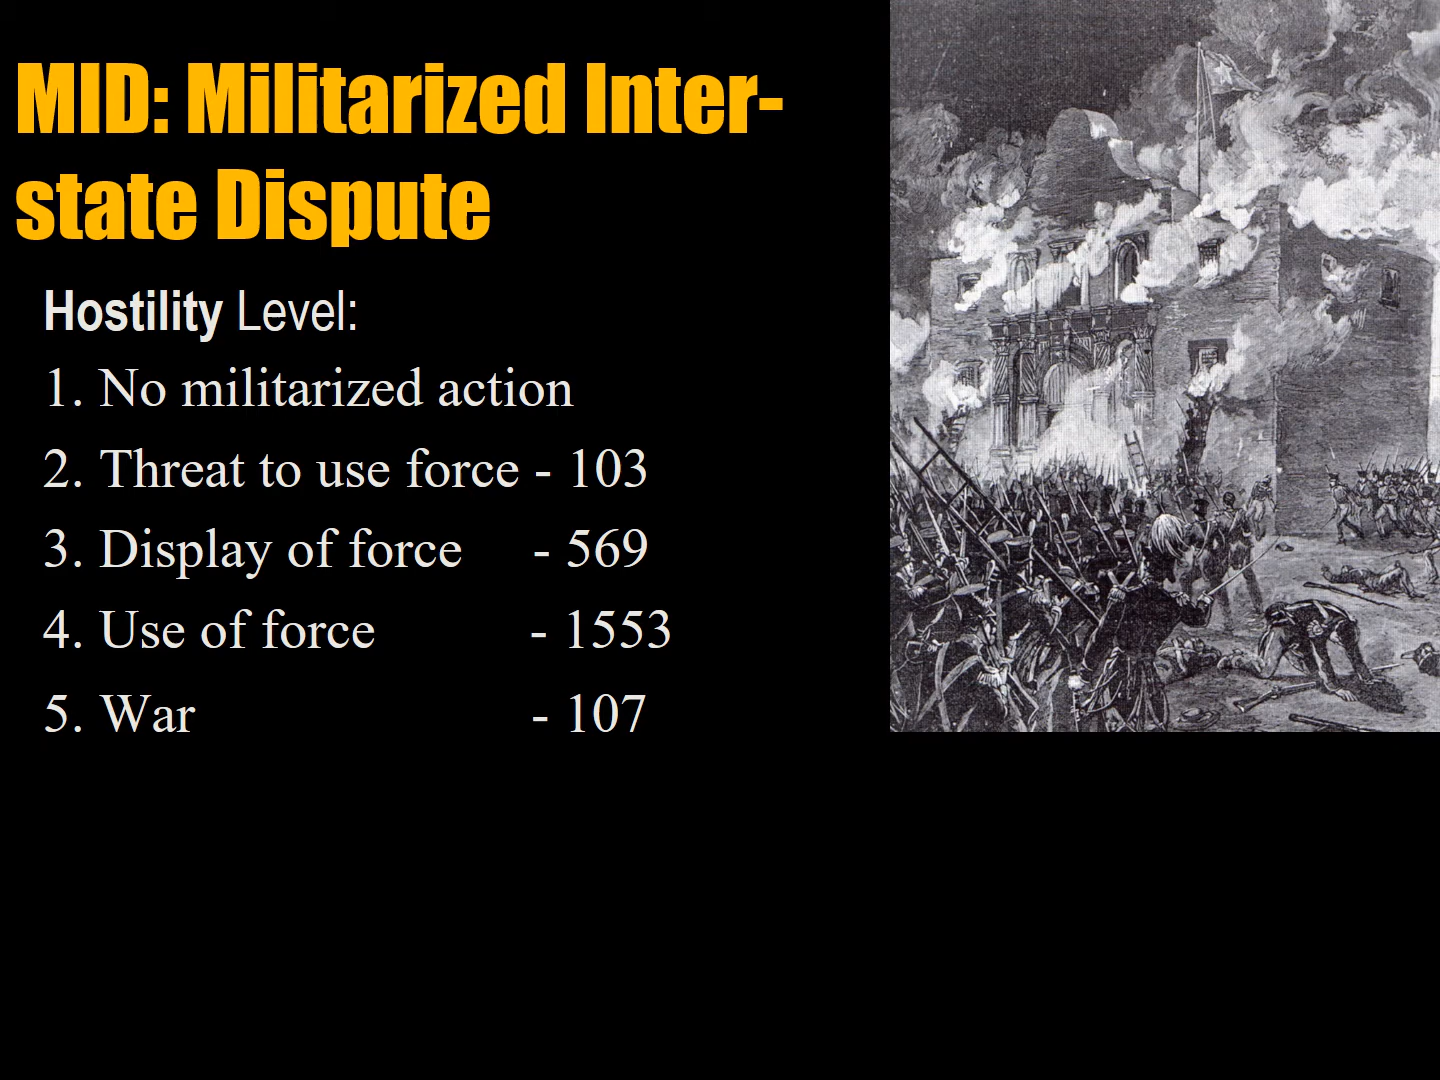 MID: Militarized Inter-
state Dispute
Hostility Level:
1. No militarized action
2. Threat to use force - 103
3. Display of force - 569
4. Use of force - 1553
5. War - 107